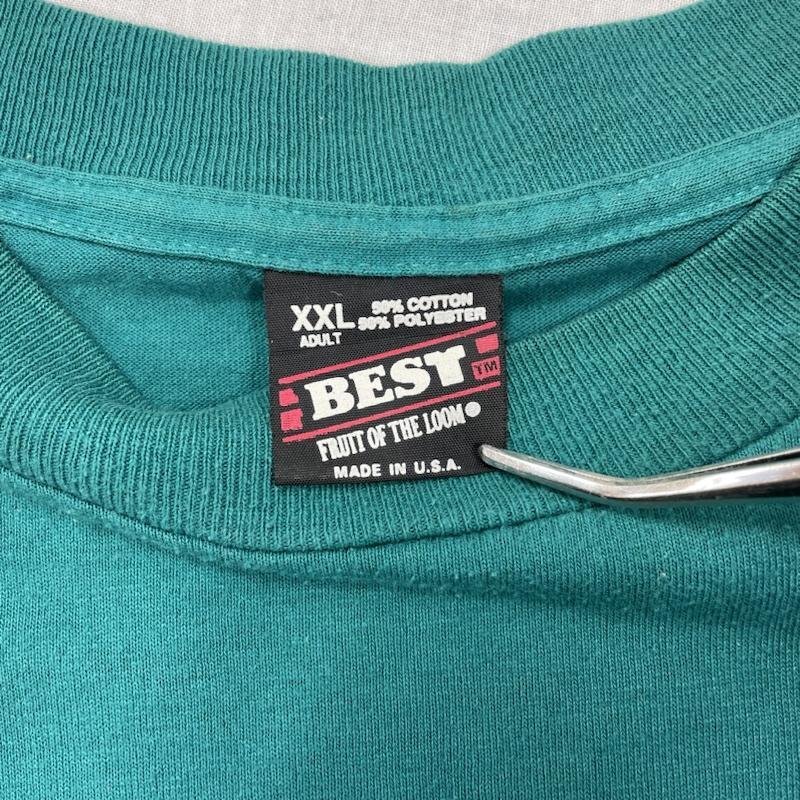 XXL
ADULT
50% COTTON
50% POLYESTER
BEST TM
FRUIT OF THE LOOM
MADE IN U.S.A.